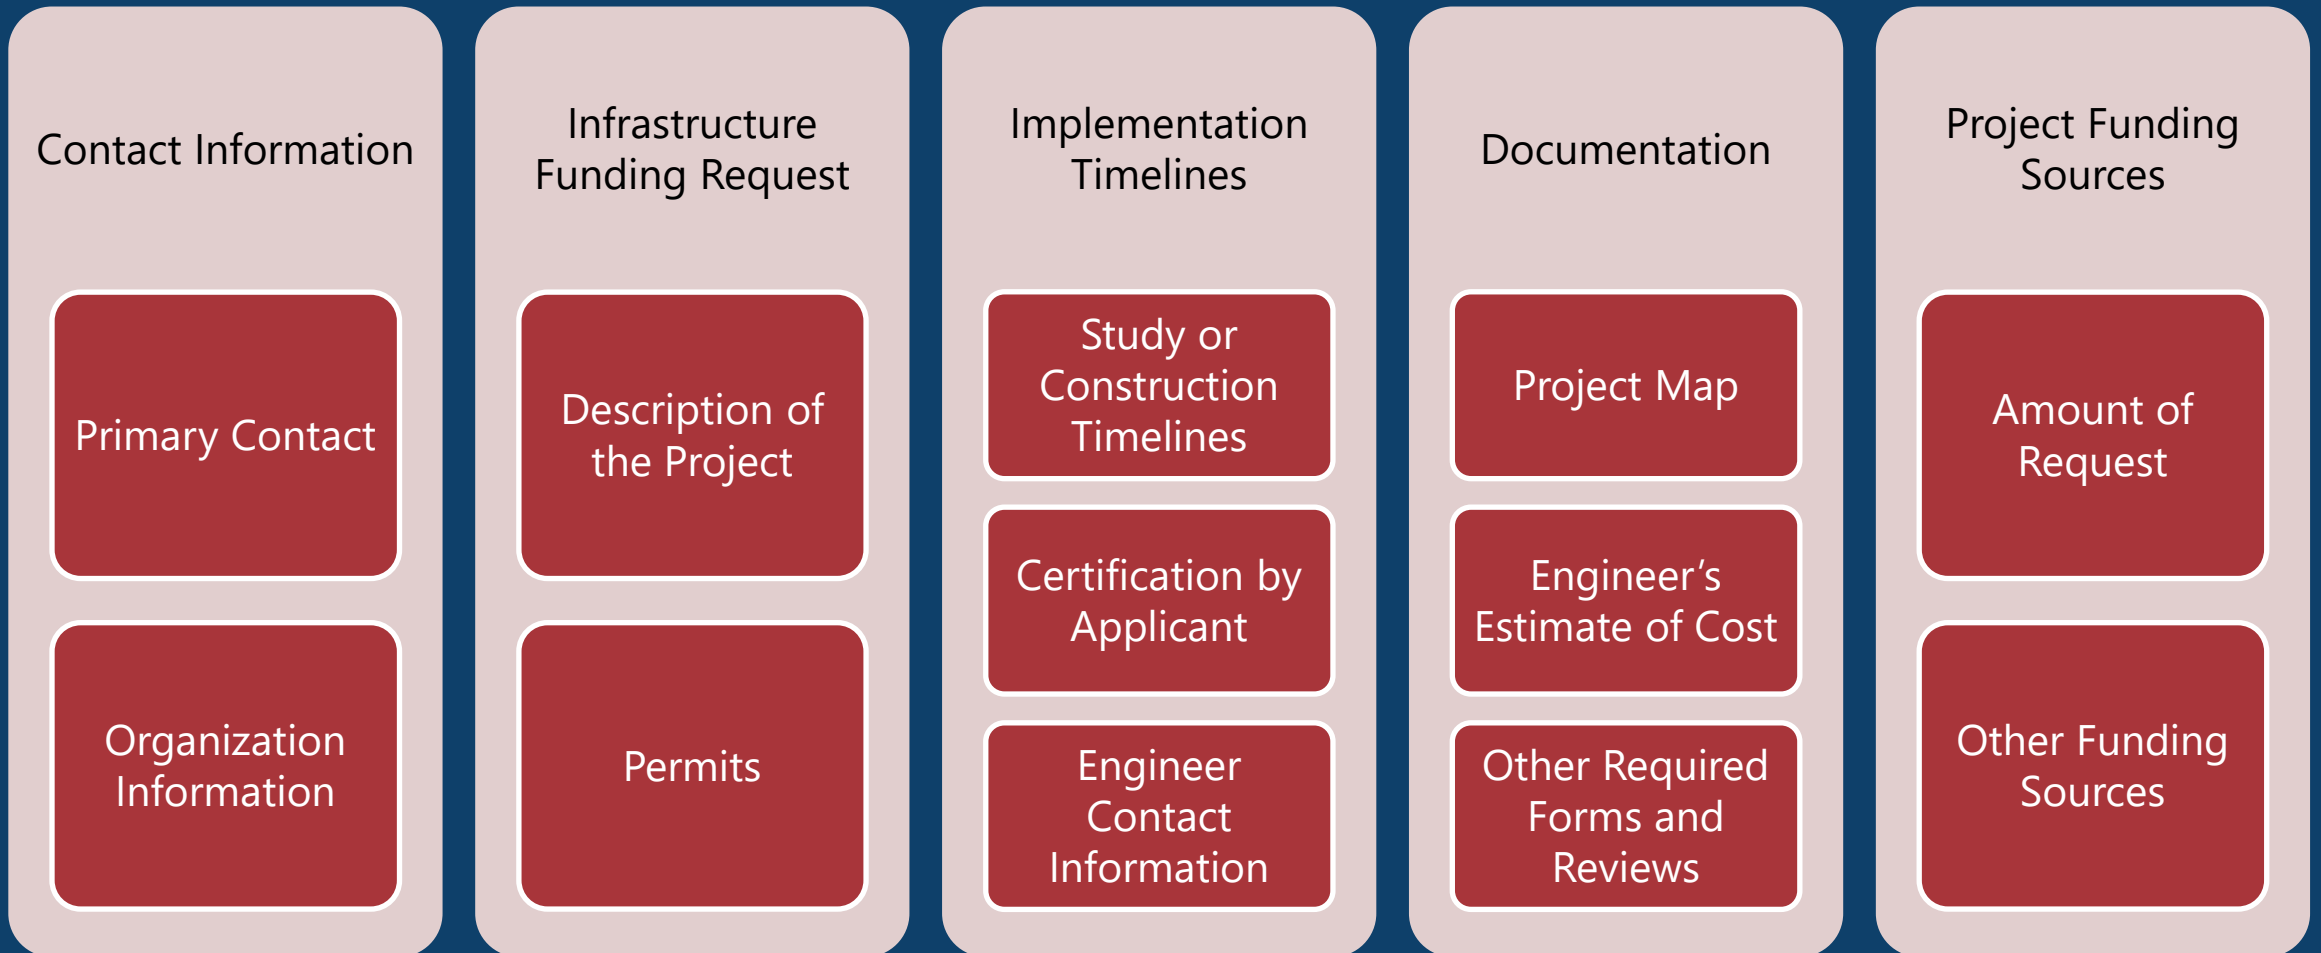 Contact Information
Primary Contact
Organization
Information
Infrastructure
Funding Request
Description of
the Project
Permits
Implementation
Timelines
Study or
Construction
Timelines
Certification by
Applicant
Engineer
Contact
Information
Documentation
Project Map
Engineer’s
Estimate of Cost
Other Required
Forms and
Reviews
Project Funding
Sources
Amount of
Request
Other Funding
Sources